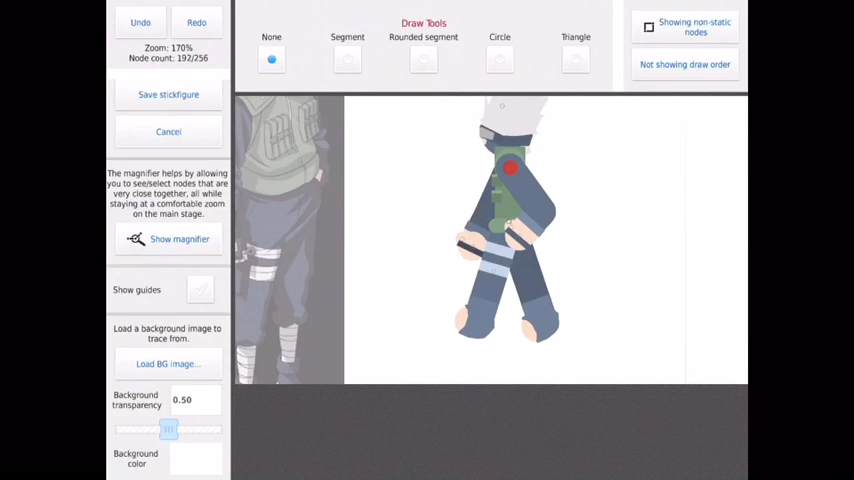 Undo
Redo
Zoom: 170%
Node count: 192/256
Save stickfigure
Cancel
The magnifier helps by allowing
you to see/select nodes that are
very close together, all while
staying at a comfortable zoom
on the main stage.
Show magnifier
Show guides
Load a background image to
trace from.
Load BG image...
Background
transparency
0.50
Background
color
Draw Tools
None
Segment
Rounded segment
Circle
Triangle
Showing non-static
nodes
Not showing draw order